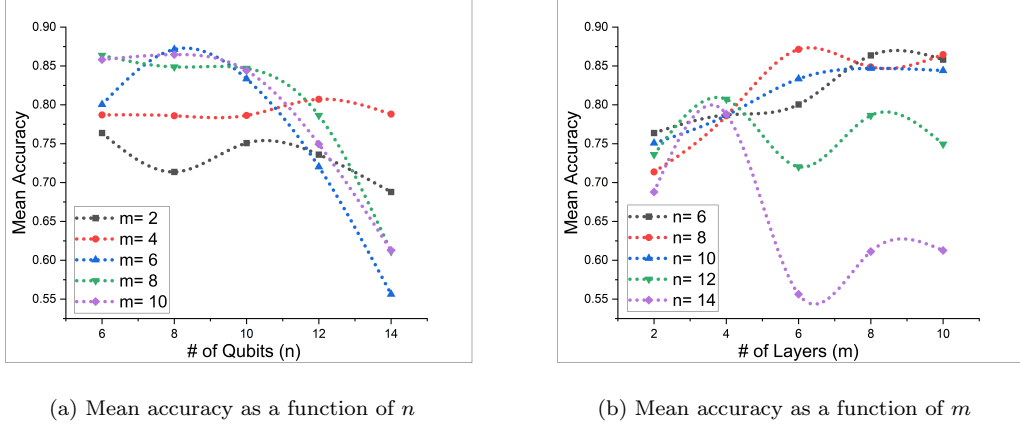 0.90
0.85
0.80
0.75
0.70
0.65
0.60
0.55
Mean Accuracy
m= 2
m= 4
m= 6
m= 8
m= 10
6 8 10 12 14
# of Qubits (n)
0.90
0.85
0.80
0.75
0.70
0.65
0.60
0.55
Mean Accuracy
n= 6
n= 8
n= 10
n= 12
n= 14
2 4 6 8 10
# of Layers (m)
(a) Mean accuracy as a function of n
(b) Mean accuracy as a function of m